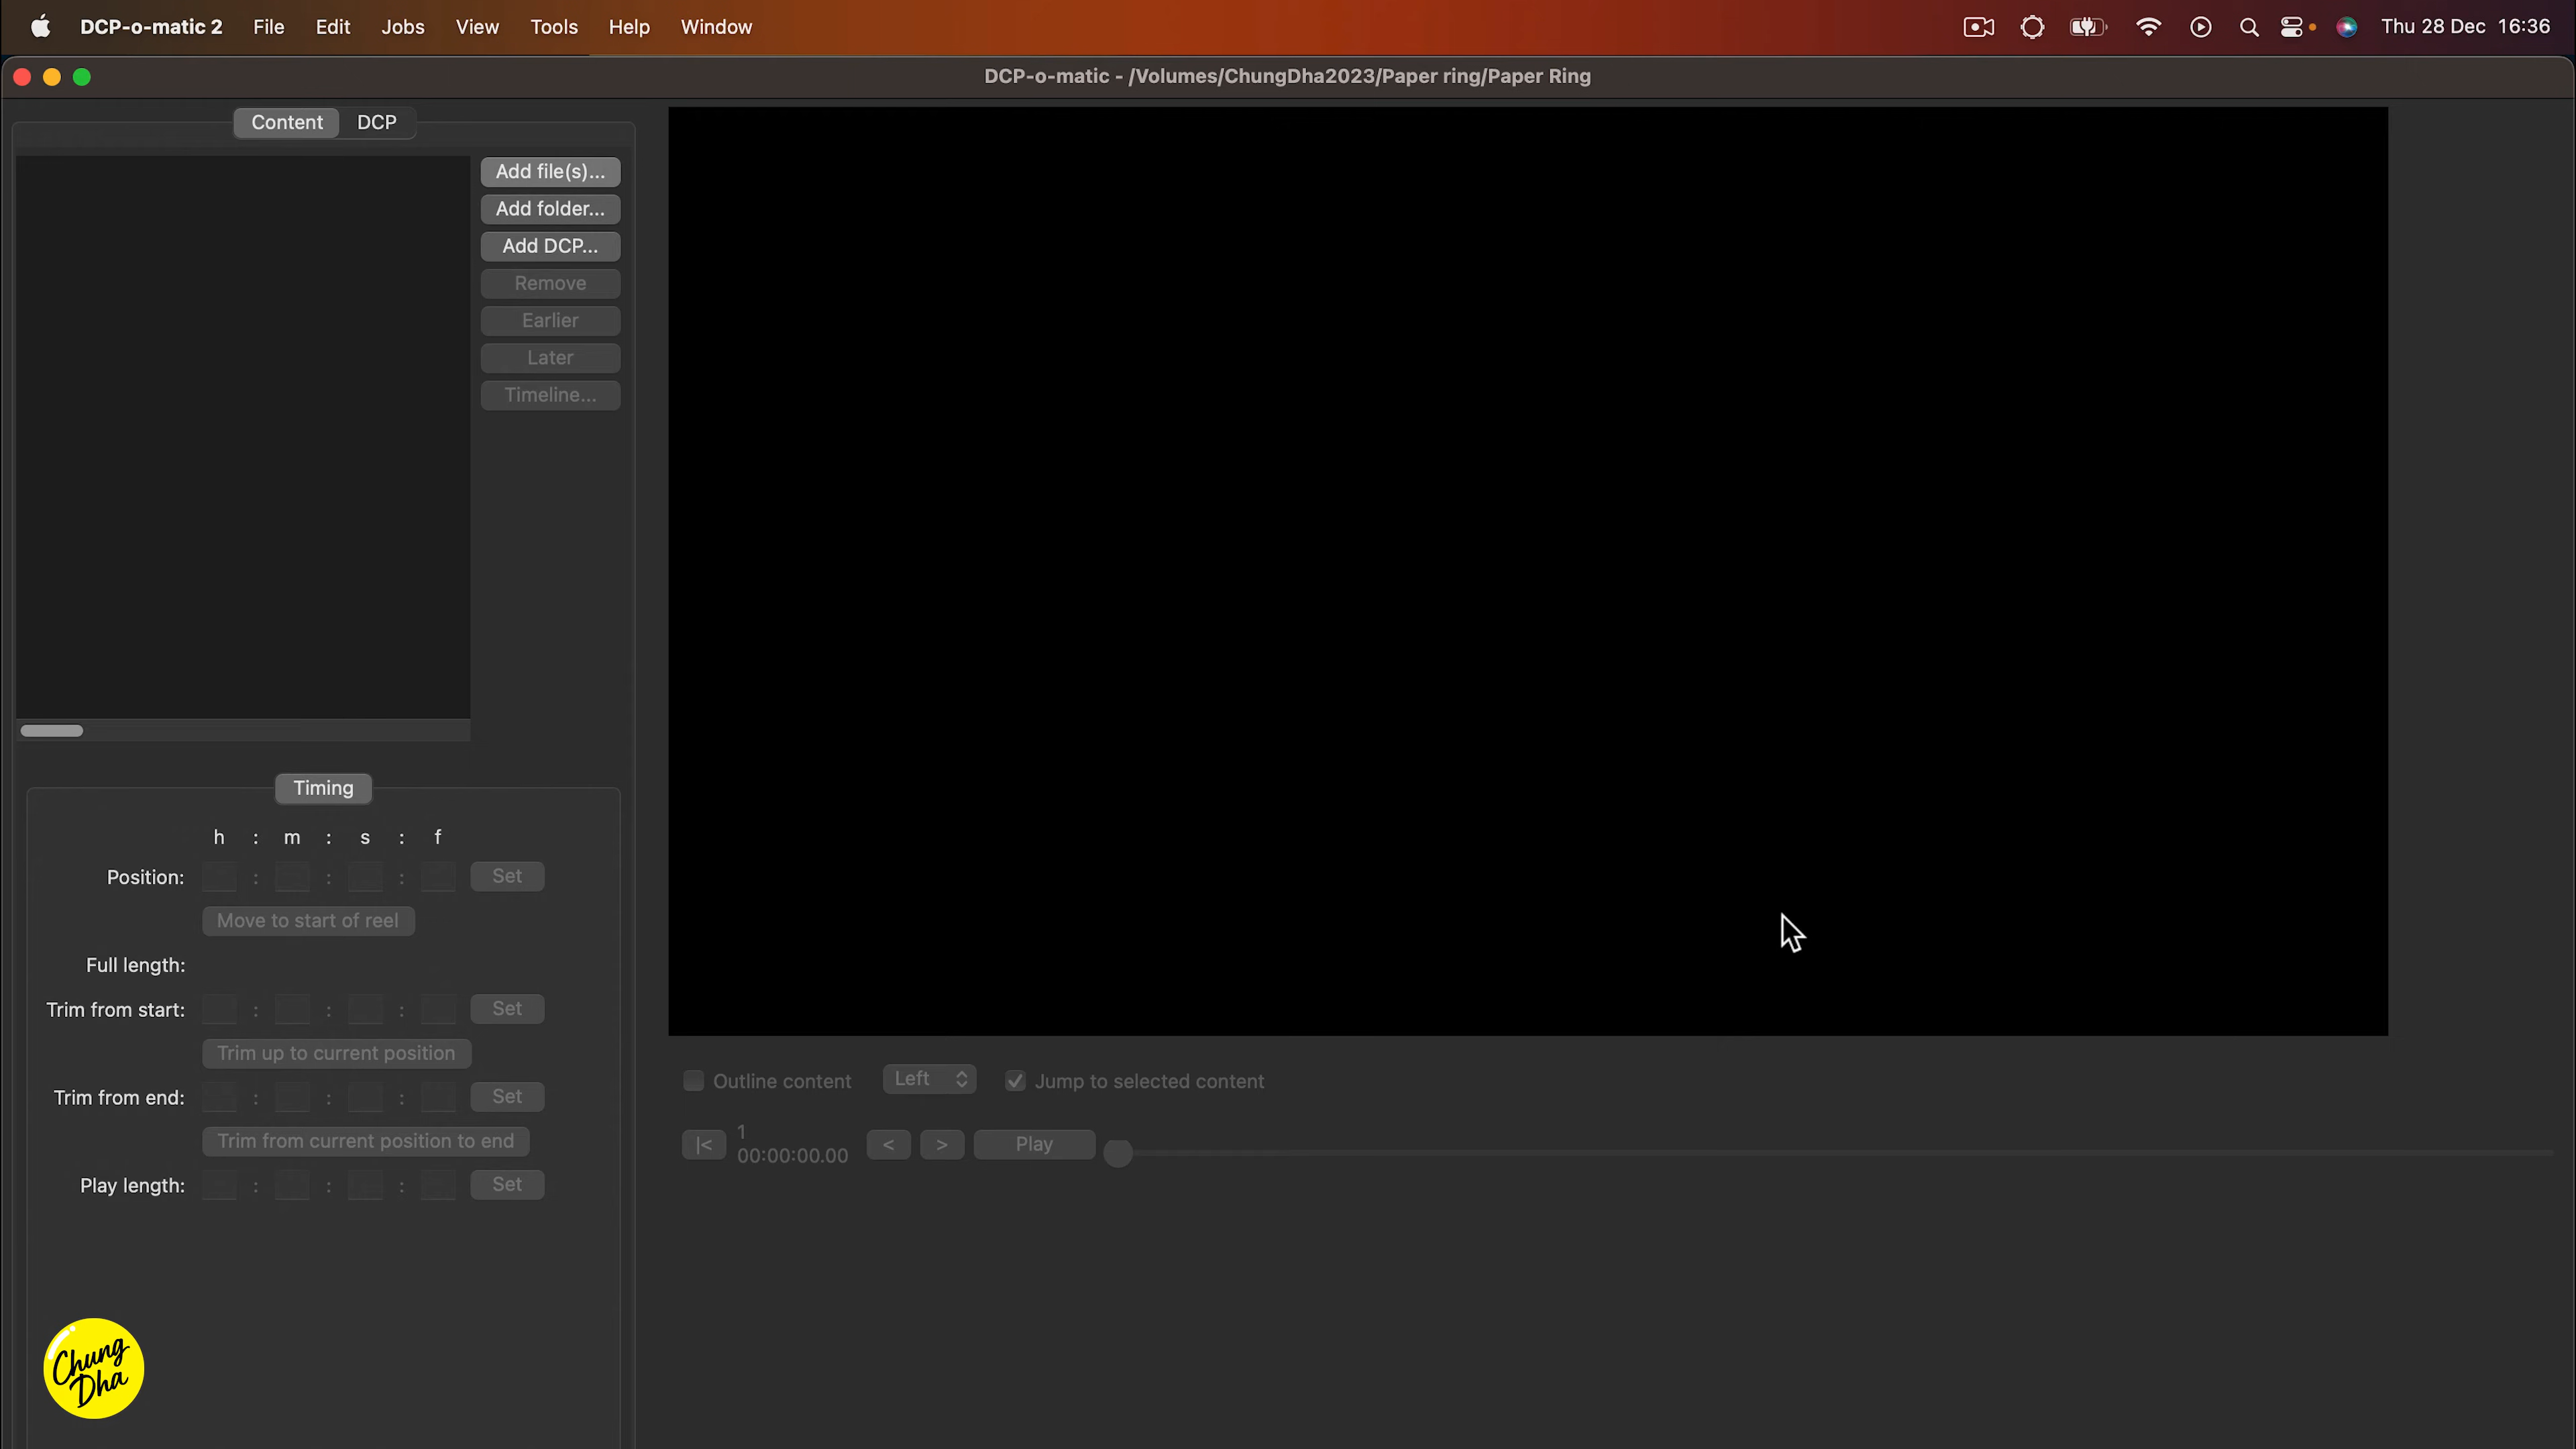 DCP-o-matic 2 File Edit Jobs View Tools Help Window Thu 28 Dec 16:36
DCP-o-matic - /Volumes/ChungDha2023/Paper ring/Paper Ring
Content DCP
Add file(s)...
Add folder...
Add DCP...
Remove
Earlier
Later
Timeline...
Timing
h : m : s : f
Position: : : : Set
Move to start of reel
Full length:
Trim from start: : : : Set
Trim up to current position
Trim from end: : : : Set
Trim from current position to end
Play length: : : : Set
Outline content Left Jump to selected content
|< 1 < > Play
00:00:00.00
Chung
Dha